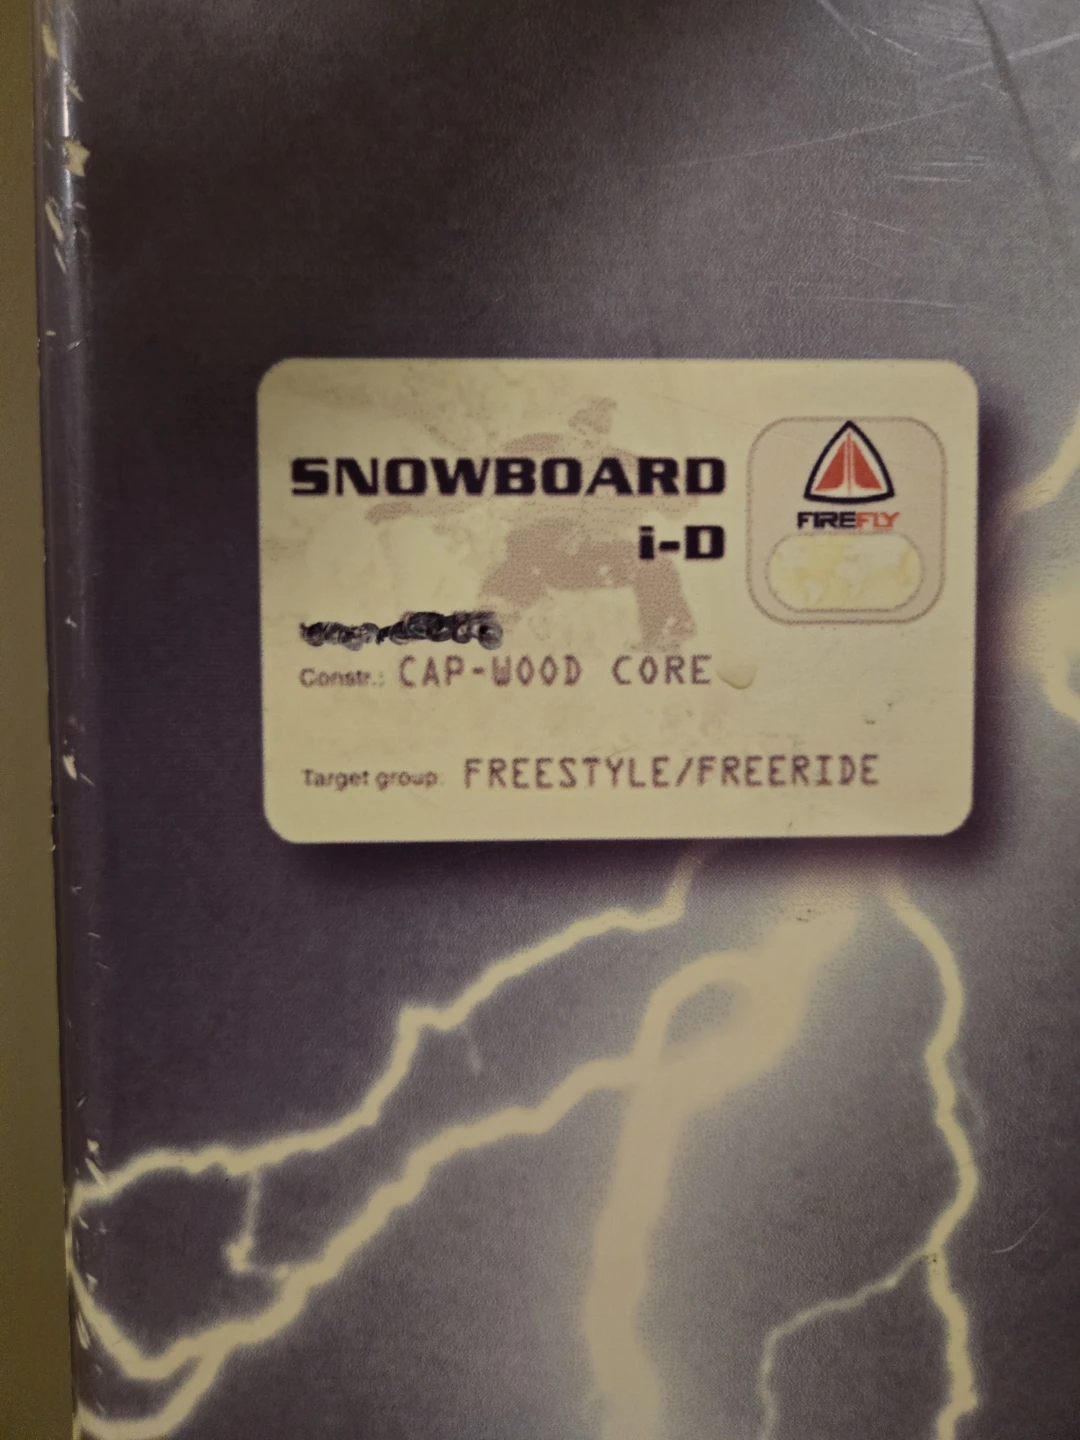 SNOWBOARD
i-D
FIREFLY
Constr.: CAP-WOOD CORE
Target group: FREESTYLE/FREERIDE